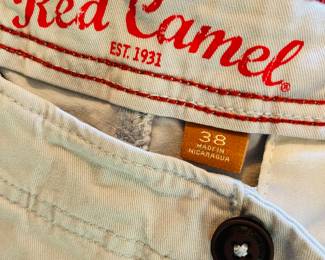 Red Camel®
EST. 1931
38
MADE IN
NICARAGUA